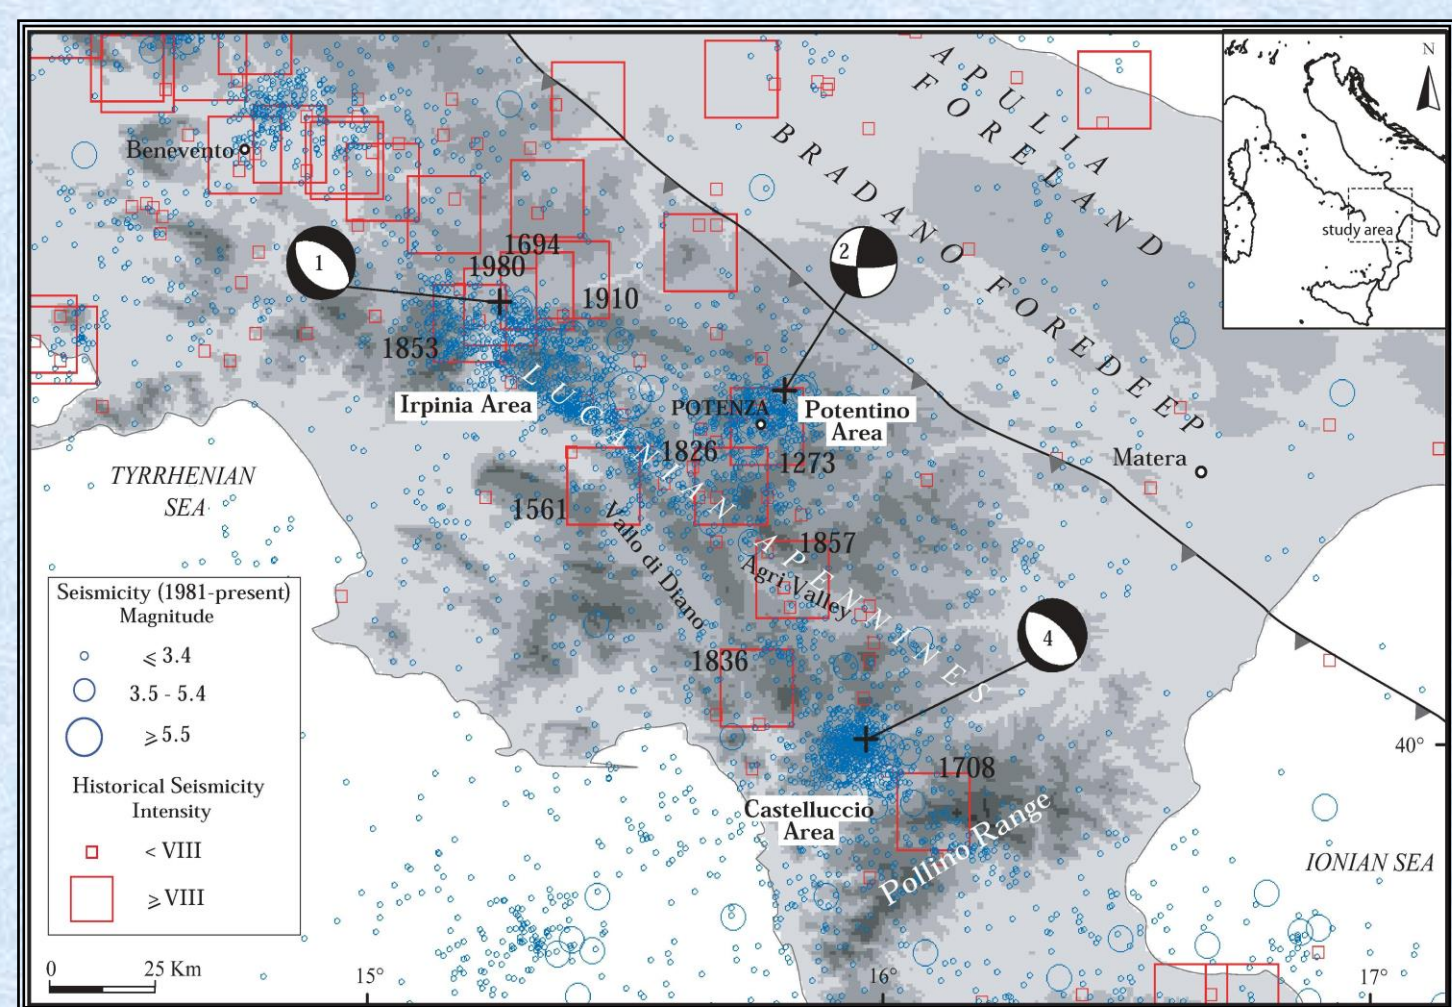 APULIA
FORELAND
BRADANO FOREDEEP
N
study area
Benevento
1
2
1694
1980
1910
1853
Irpinia Area
LUCANIAN APENNINES
POTENZA
Potentino
Area
1826
1273
Matera
TYRRHENIAN
SEA
1561
Vallo di Diano
1857
Agri Valley
4
1836
Seismicity (1981-present)
Magnitude
⩽ 3.4
3.5 - 5.4
⩾ 5.5
Historical Seismicity
Intensity
< VIII
⩾ VIII
40°
1708
Castelluccio
Area
Pollino Range
IONIAN SEA
0 25 Km
15°
16°
17°